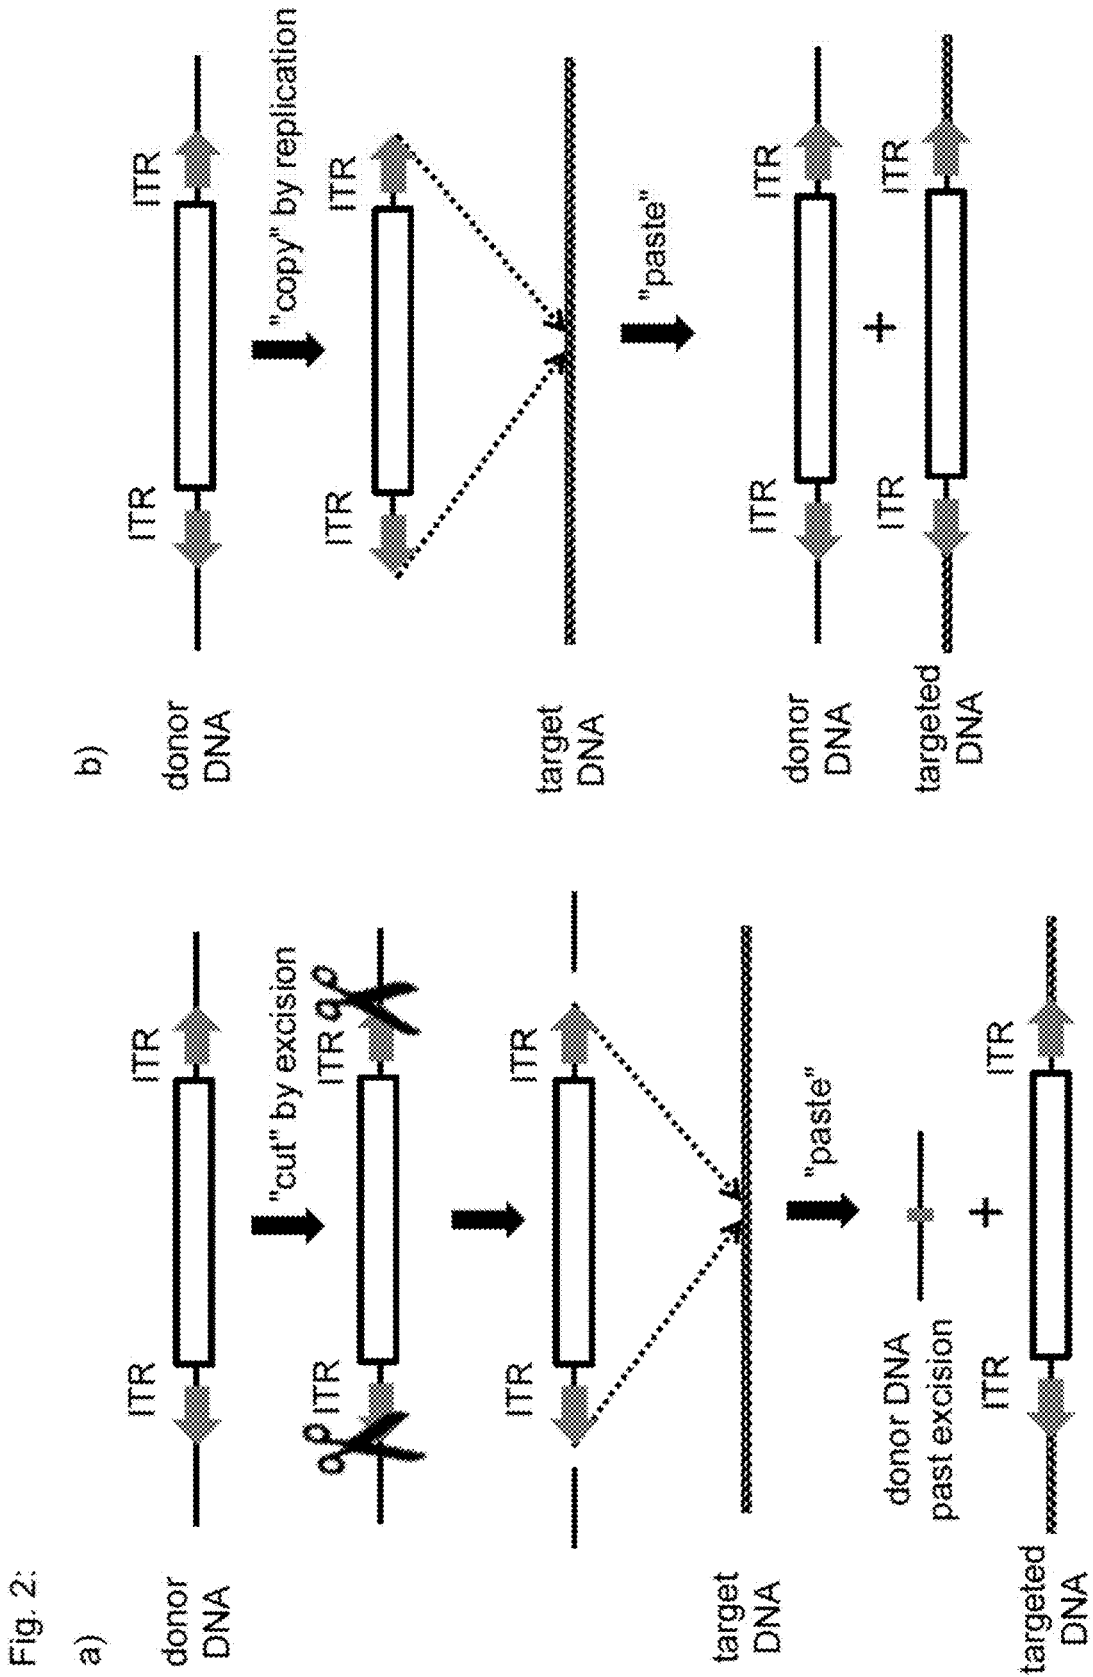 Fig. 2:
a)
donor
DNA
ITR
ITR
"cut" by excision
ITR
ITR
ITR
ITR
target
DNA
"paste"
donor DNA
past excision
targeted
DNA
ITR
ITR
b)
donor
DNA
ITR
ITR
"copy" by replication
ITR
ITR
target
DNA
"paste"
donor
DNA
ITR
ITR
+
targeted
DNA
ITR
ITR